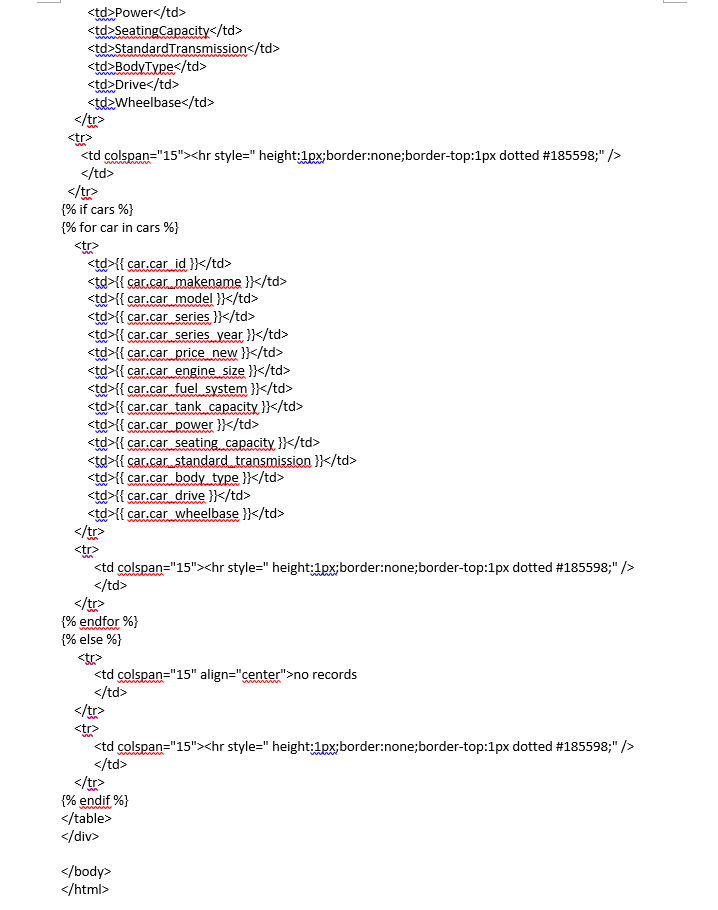 <td>Power</td>
<td>SeatingCapacity</td>
<td>StandardTransmission</td>
<td>BodyType</td>
<td>Drive</td>
<td>Wheelbase</td>
</tr>
<tr>
<td colspan="15"><hr style=" height:1px;border:none;border-top:1px dotted #185598;" />
</td>
</tr>
{% if cars %}
{% for car in cars %}
<tr>
<td>{{ car.car_id }}</td>
<td>{{ car.car_makename }}</td>
<td>{{ car.car_model }}</td>
<td>{{ car.car_series }}</td>
<td>{{ car.car_series_year }}</td>
<td>{{ car.car_price_new }}</td>
<td>{{ car.car_engine_size }}</td>
<td>{{ car.car_fuel_system }}</td>
<td>{{ car.car_tank_capacity }}</td>
<td>{{ car.car_power }}</td>
<td>{{ car.car_seating_capacity }}</td>
<td>{{ car.car_standard_transmission }}</td>
<td>{{ car.car_body_type }}</td>
<td>{{ car.car_drive }}</td>
<td>{{ car.car_wheelbase }}</td>
</tr>
<tr>
<td colspan="15"><hr style=" height:1px;border:none;border-top:1px dotted #185598;" />
</td>
</tr>
{% endfor %}
{% else %}
<tr>
<td colspan="15" align="center">no records
</td>
</tr>
<tr>
<td colspan="15"><hr style=" height:1px;border:none;border-top:1px dotted #185598;" />
</td>
</tr>
{% endif %}
</table>
</div>
</body>
</html>